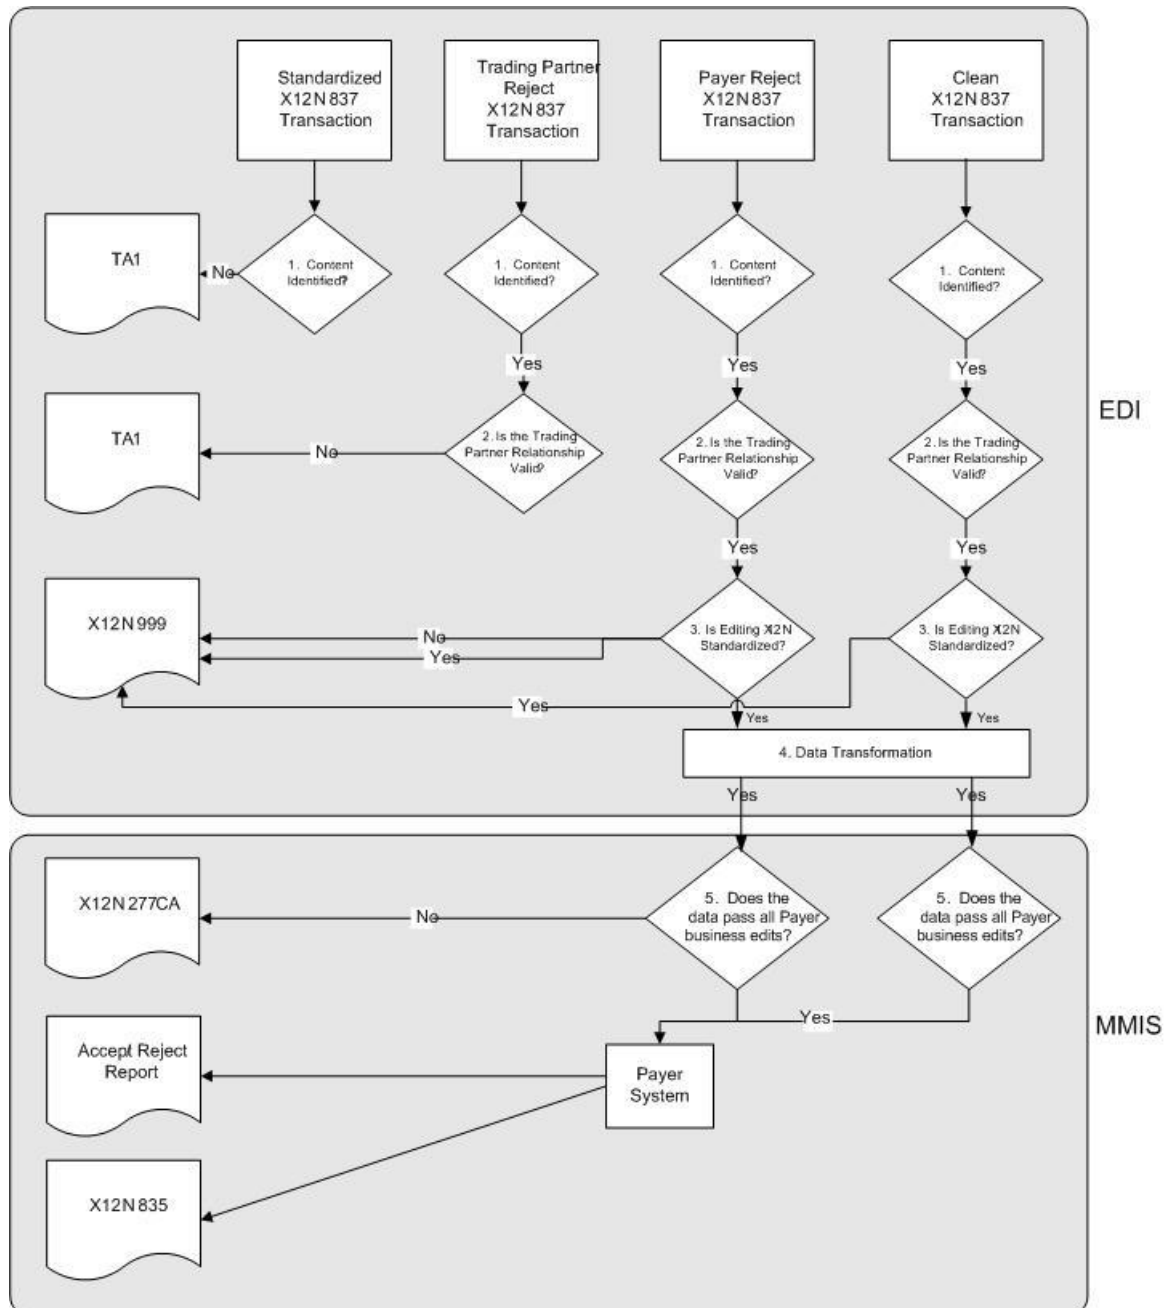 Standardized
X12N 837
Transaction
Trading Partner
Reject
X12N 837
Transaction
Payer Reject
X12N 837
Transaction
Clean
X12N 837
Transaction
TA1
No
1. Content
Identified?
1. Content
Identified?
1. Content
Identified?
1. Content
Identified?
Yes
Yes
Yes
EDI
TA1
No
2. Is the Trading
Partner Relationship
Valid?
2. Is the Trading
Partner Relationship
Valid?
2. Is the Trading
Partner Relationship
Valid?
Yes
Yes
X12N 999
No
Yes
3. Is Editing X12N
Standardized?
3. Is Editing X12N
Standardized?
Yes
Yes
Yes
4. Data Transformation
Yes
Yes
X12N 277CA
No
5. Does the
data pass all Payer
business edits?
5. Does the
data pass all Payer
business edits?
Yes
MMIS
Accept Reject
Report
Payer
System
X12N 835